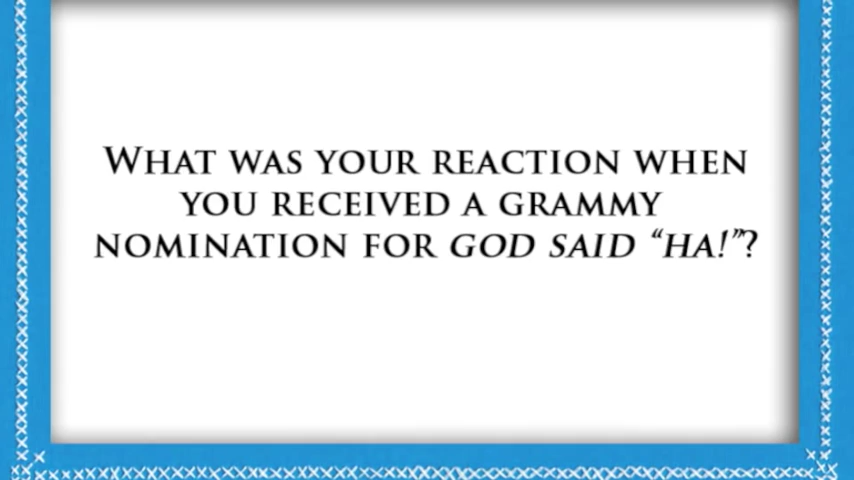 What was your reaction when
you received a Grammy
nomination for God Said “Ha!”?